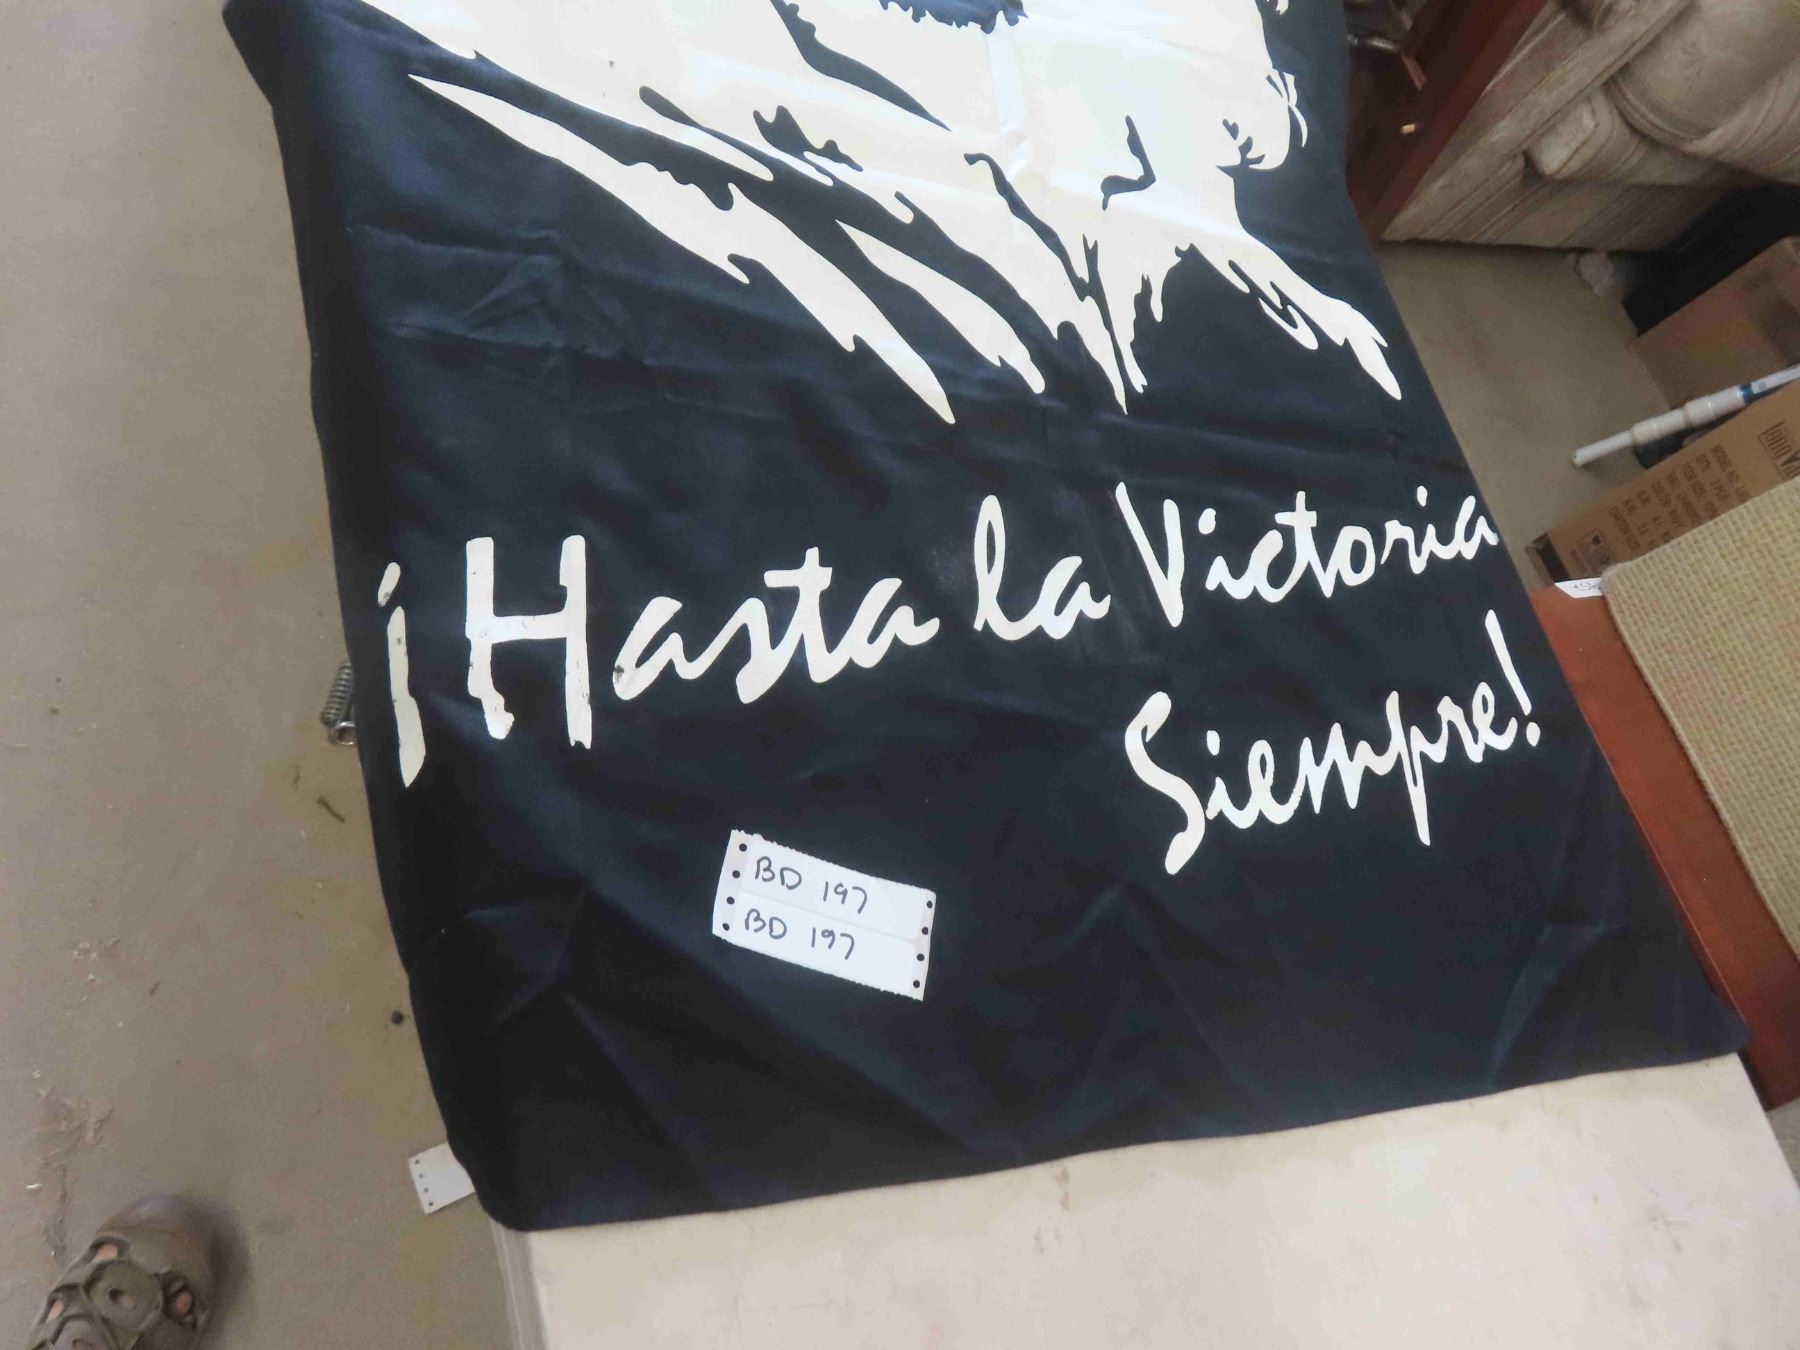 ¡Hasta la Victoria
Siempre!
BD 197
BD 197